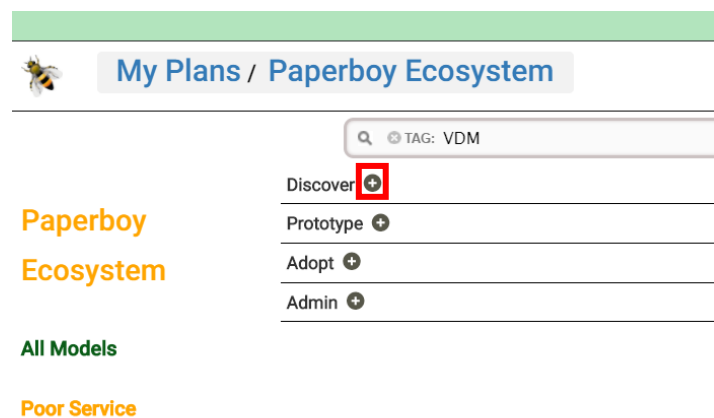 My Plans / Paperboy Ecosystem
TAG: VDM
Discover
Prototype
Adopt
Admin
Paperboy
Ecosystem
All Models
Poor Service